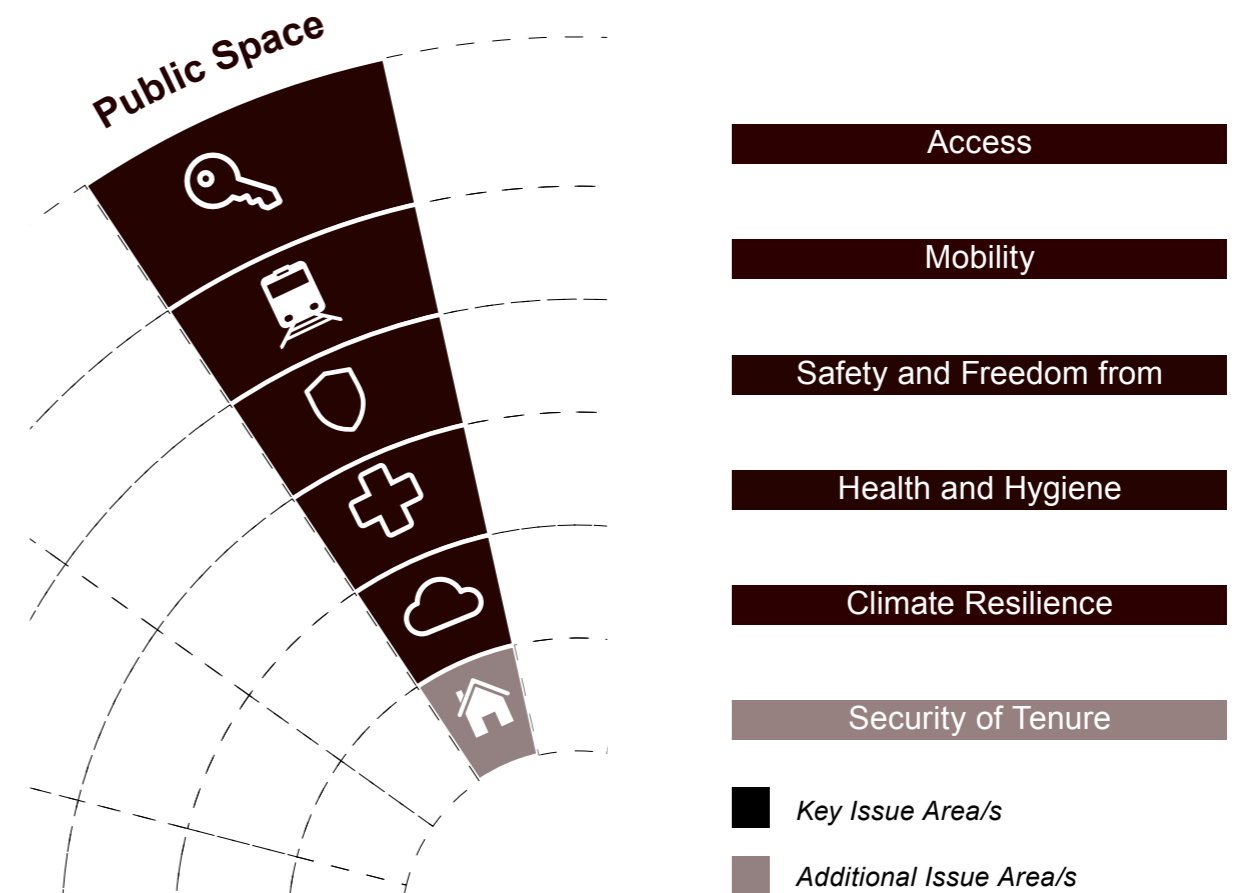 Public Space
Access
Mobility
Safety and Freedom from
Health and Hygiene
Climate Resilience
Security of Tenure
Key Issue Area/s
Additional Issue Area/s